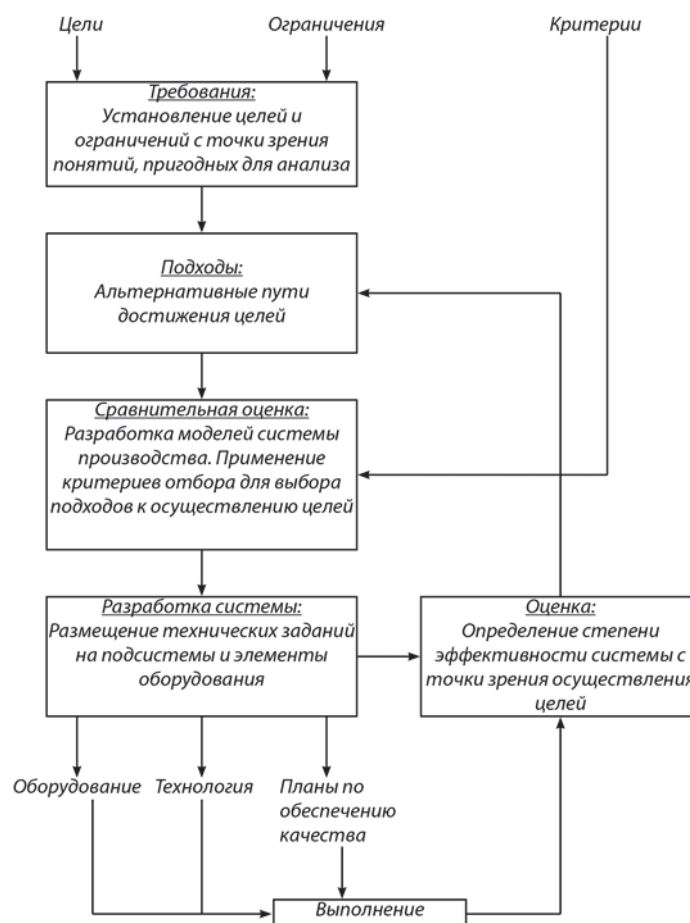 Цели
Ограничения
Критерии
Требования:
Установление целей и
ограничений с точки зрения
понятий, пригодных для анализа
Подходы:
Альтернативные пути
достижения целей
Сравнительная оценка:
Разработка моделей системы
производства. Применение
критериев отбора для выбора
подходов к осуществлению целей
Разработка системы:
Размещение технических заданий
на подсистемы и элементы
оборудования
Оценка:
Определение степени
эффективности системы с
точки зрения осуществления
целей
Оборудование
Технология
Планы по
обеспечению
качества
Выполнение